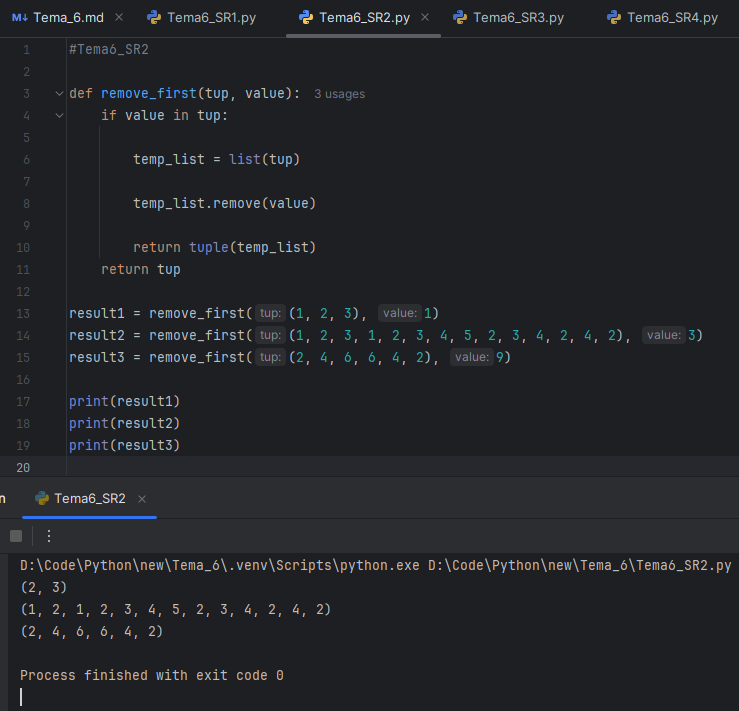 Tema_6.md Tema6_SR1.py Tema6_SR2.py Tema6_SR3.py Tema6_SR4.py
1 #Tema6_SR2
2
3 def remove_first(tup, value): 3 usages
4     if value in tup:
5
6         temp_list = list(tup)
7
8         temp_list.remove(value)
9
10         return tuple(temp_list)
11     return tup
12
13 result1 = remove_first( tup: (1, 2, 3), value: 1)
14 result2 = remove_first( tup: (1, 2, 3, 1, 2, 3, 4, 5, 2, 3, 4, 2, 4, 2), value: 3)
15 result3 = remove_first( tup: (2, 4, 6, 6, 4, 2), value: 9)
16
17 print(result1)
18 print(result2)
19 print(result3)
20
n Tema6_SR2
D:\Code\Python\new\Tema_6\.venv\Scripts\python.exe D:\Code\Python\new\Tema_6\Tema6_SR2.py
(2, 3)
(1, 2, 1, 2, 3, 4, 5, 2, 3, 4, 2, 4, 2)
(2, 4, 6, 6, 4, 2)
Process finished with exit code 0